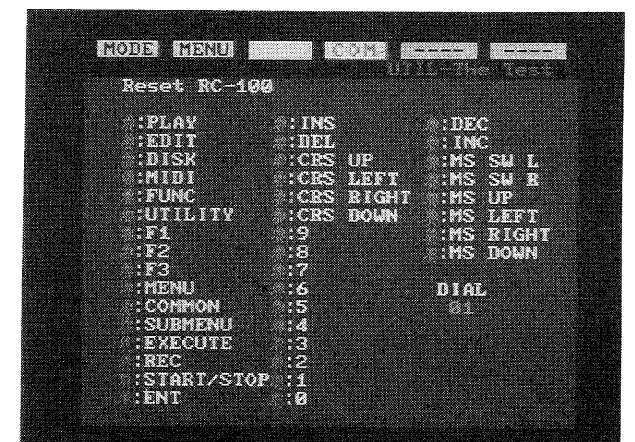 MODE MENU COM ---- ----
UTIL-The Test
Reset RC-100
:PLAY :INS :DEC
:EDIT :DEL :INC
:DISK :CRS UP :MS SW L
:MIDI :CRS LEFT :MS SW R
:FUNC :CRS RIGHT :MS UP
:UTILITY :CRS DOWN :MS LEFT
:F1 :9 :MS RIGHT
:F2 :8 :MS DOWN
:F3 :7
:MENU :6 DIAL
:COMMON :5 01
:SUBMENU :4
:EXECUTE :3
:REC :2
:START/STOP :1
:ENT :0